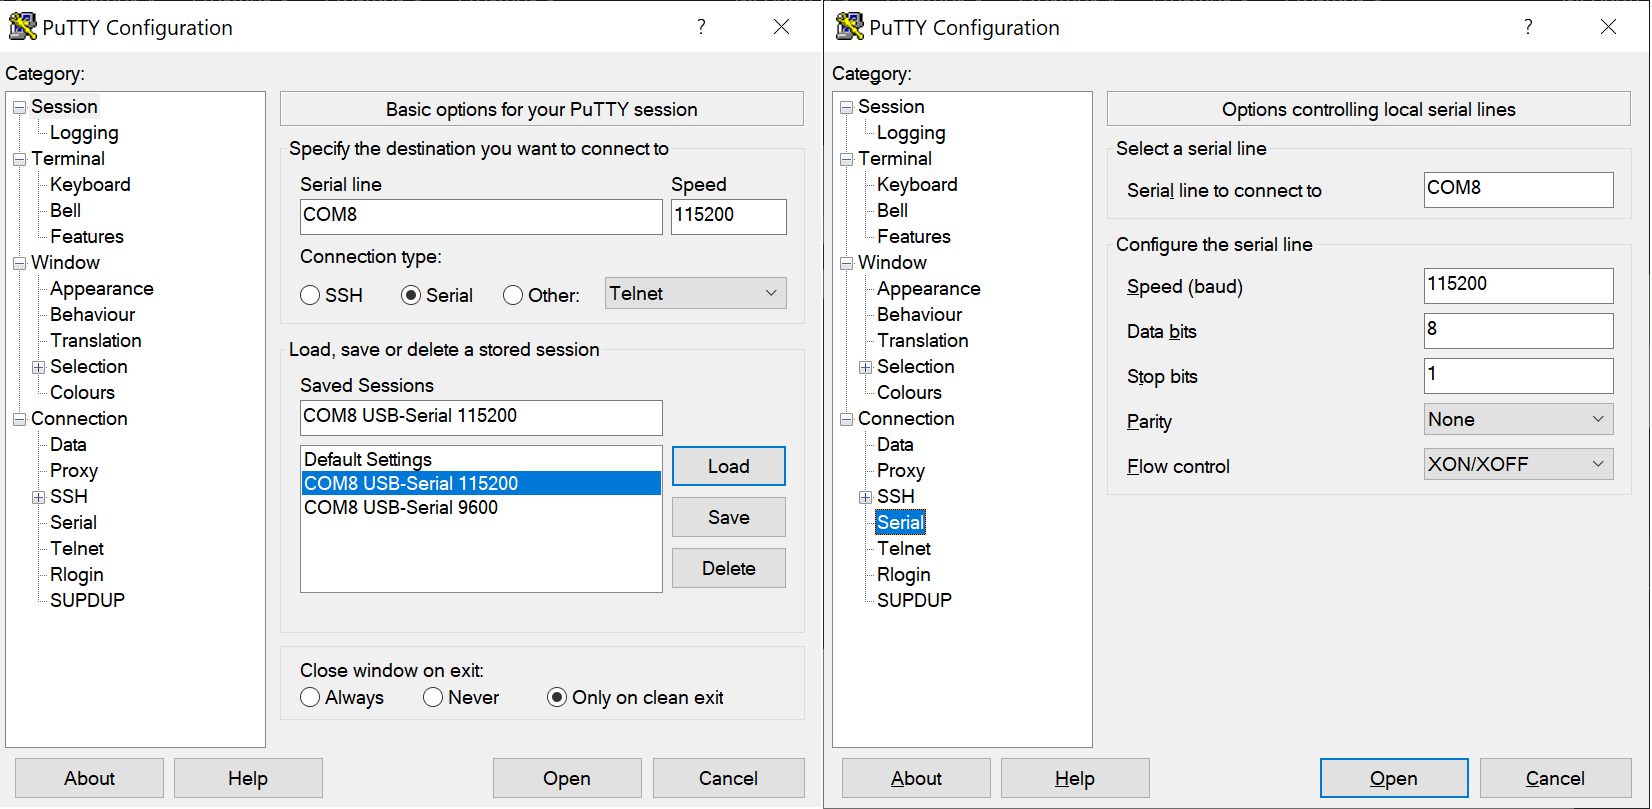 PuTTY Configuration
?
Category:
Session
Logging
Terminal
Keyboard
Bell
Features
Window
Appearance
Behaviour
Translation
Selection
Colours
Connection
Data
Proxy
SSH
Serial
Telnet
Rlogin
SUPDUP
Basic options for your PuTTY session
Specify the destination you want to connect to
Serial line Speed
COM8 115200
Connection type:
SSH Serial Other: Telnet
Load, save or delete a stored session
Saved Sessions
COM8 USB-Serial 115200
Default Settings
COM8 USB-Serial 115200
COM8 USB-Serial 9600
Load
Save
Delete
Close window on exit:
Always Never Only on clean exit
About Help Open Cancel
PuTTY Configuration
?
Category:
Session
Logging
Terminal
Keyboard
Bell
Features
Window
Appearance
Behaviour
Translation
Selection
Colours
Connection
Data
Proxy
SSH
Serial
Telnet
Rlogin
SUPDUP
Options controlling local serial lines
Select a serial line
Serial line to connect to COM8
Configure the serial line
Speed (baud) 115200
Data bits 8
Stop bits 1
Parity None
Flow control XON/XOFF
About Help Open Cancel